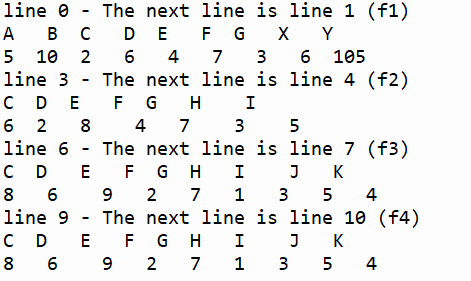 line 0 - The next line is line 1 (f1)
A    B  C    D  E    F  G    X    Y
5  10  2    6    4    7    3    6  105
line 3 - The next line is line 4 (f2)
C  D  E    F  G    H    I
6  2    8    4    7    3    5
line 6 - The next line is line 7 (f3)
C  D    E    F  G  H    I    J    K
8    6    9    2    7    1    3    5    4
line 9 - The next line is line 10 (f4)
C  D    E    F  G  H    I    J    K
8    6    9    2    7    1    3    5    4